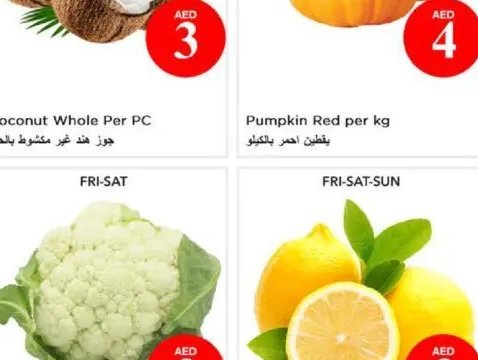 AED
3
AED
4
oconut Whole Per PC
Pumpkin Red per kg
جوز هند غير مكشوط
يقطين احمر بالكيلو
FRI-SAT
FRI-SAT-SUN
AED
AED